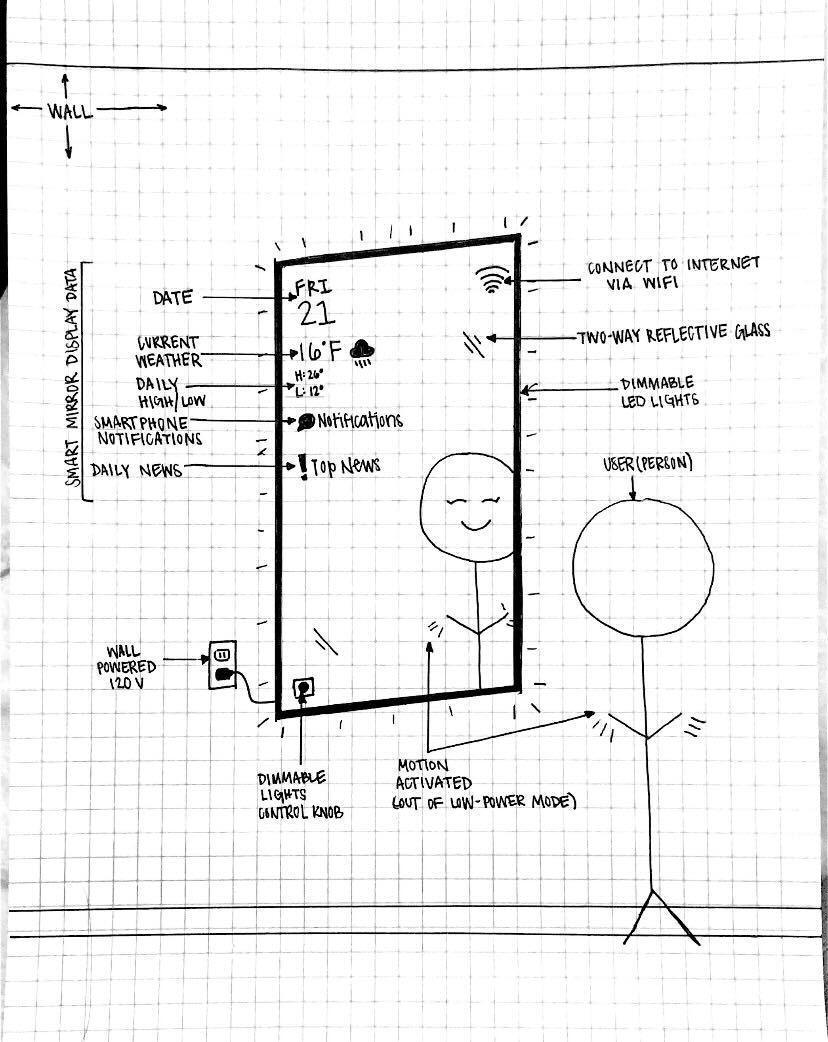 WALL
SMART MIRROR DISPLAY DATA
DATE
CURRENT
WEATHER
DAILY
HIGH/LOW
SMARTPHONE
NOTIFICATIONS
DAILY NEWS
FRI
21
16°F
H: 26°
L: 12°
Notifications
! Top News
CONNECT TO INTERNET
VIA WIFI
TWO-WAY REFLECTIVE GLASS
DIMMABLE
LED LIGHTS
USER (PERSON)
WALL
POWERED
120 V
DIMMABLE
LIGHTS
CONTROL KNOB
MOTION
ACTIVATED
(OUT OF LOW-POWER MODE)